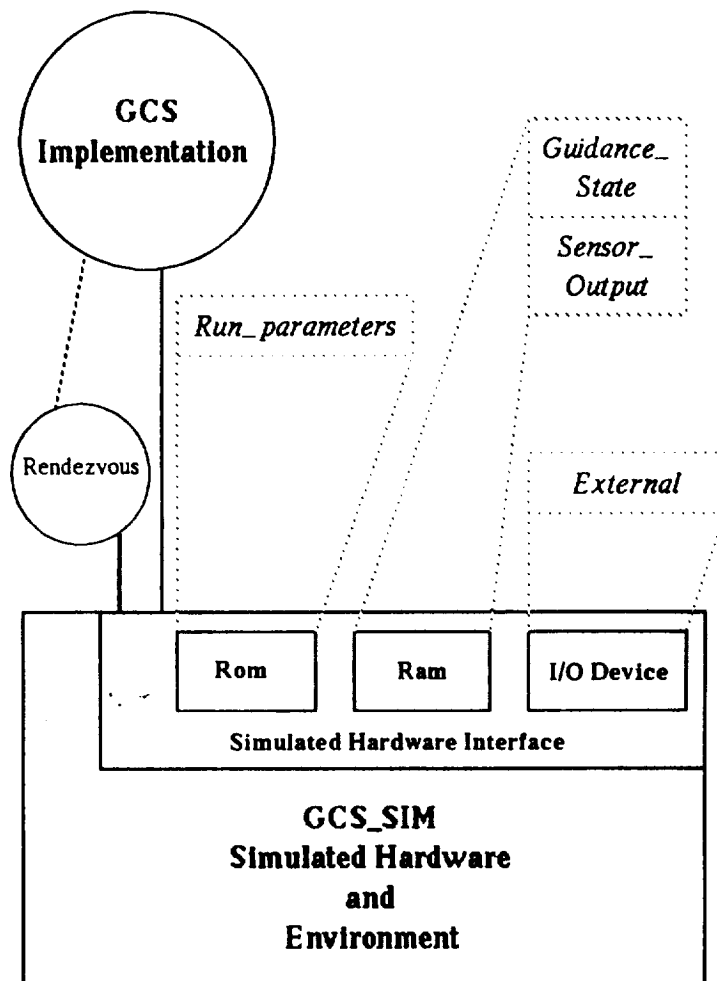 GCS
Implementation
Guidance_
State
Sensor_
Output
Run_parameters
Rendezvous
External
Rom
Ram
I/O Device
Simulated Hardware Interface
GCS_SIM
Simulated Hardware
and
Environment